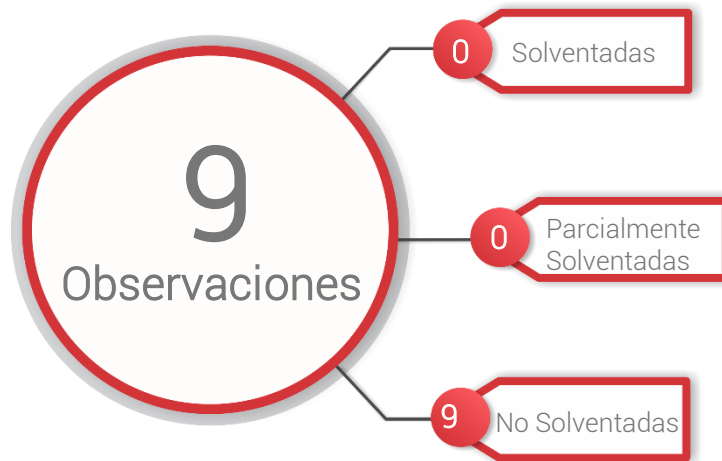 9
Observaciones
0
Solventadas
0
Parcialmente
Solventadas
9
No Solventadas